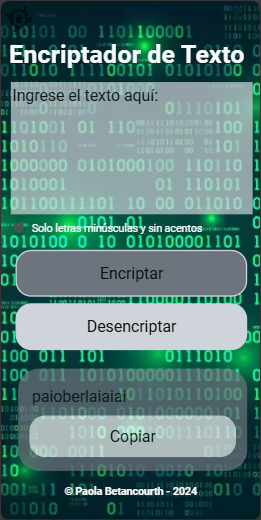 Encriptador de Texto
Ingrese el texto aquí:
Solo letras minúsculas y sin acentos
Encriptar
Desencriptar
paioberlaiaiai
Copiar
© Paola Betancourth - 2024